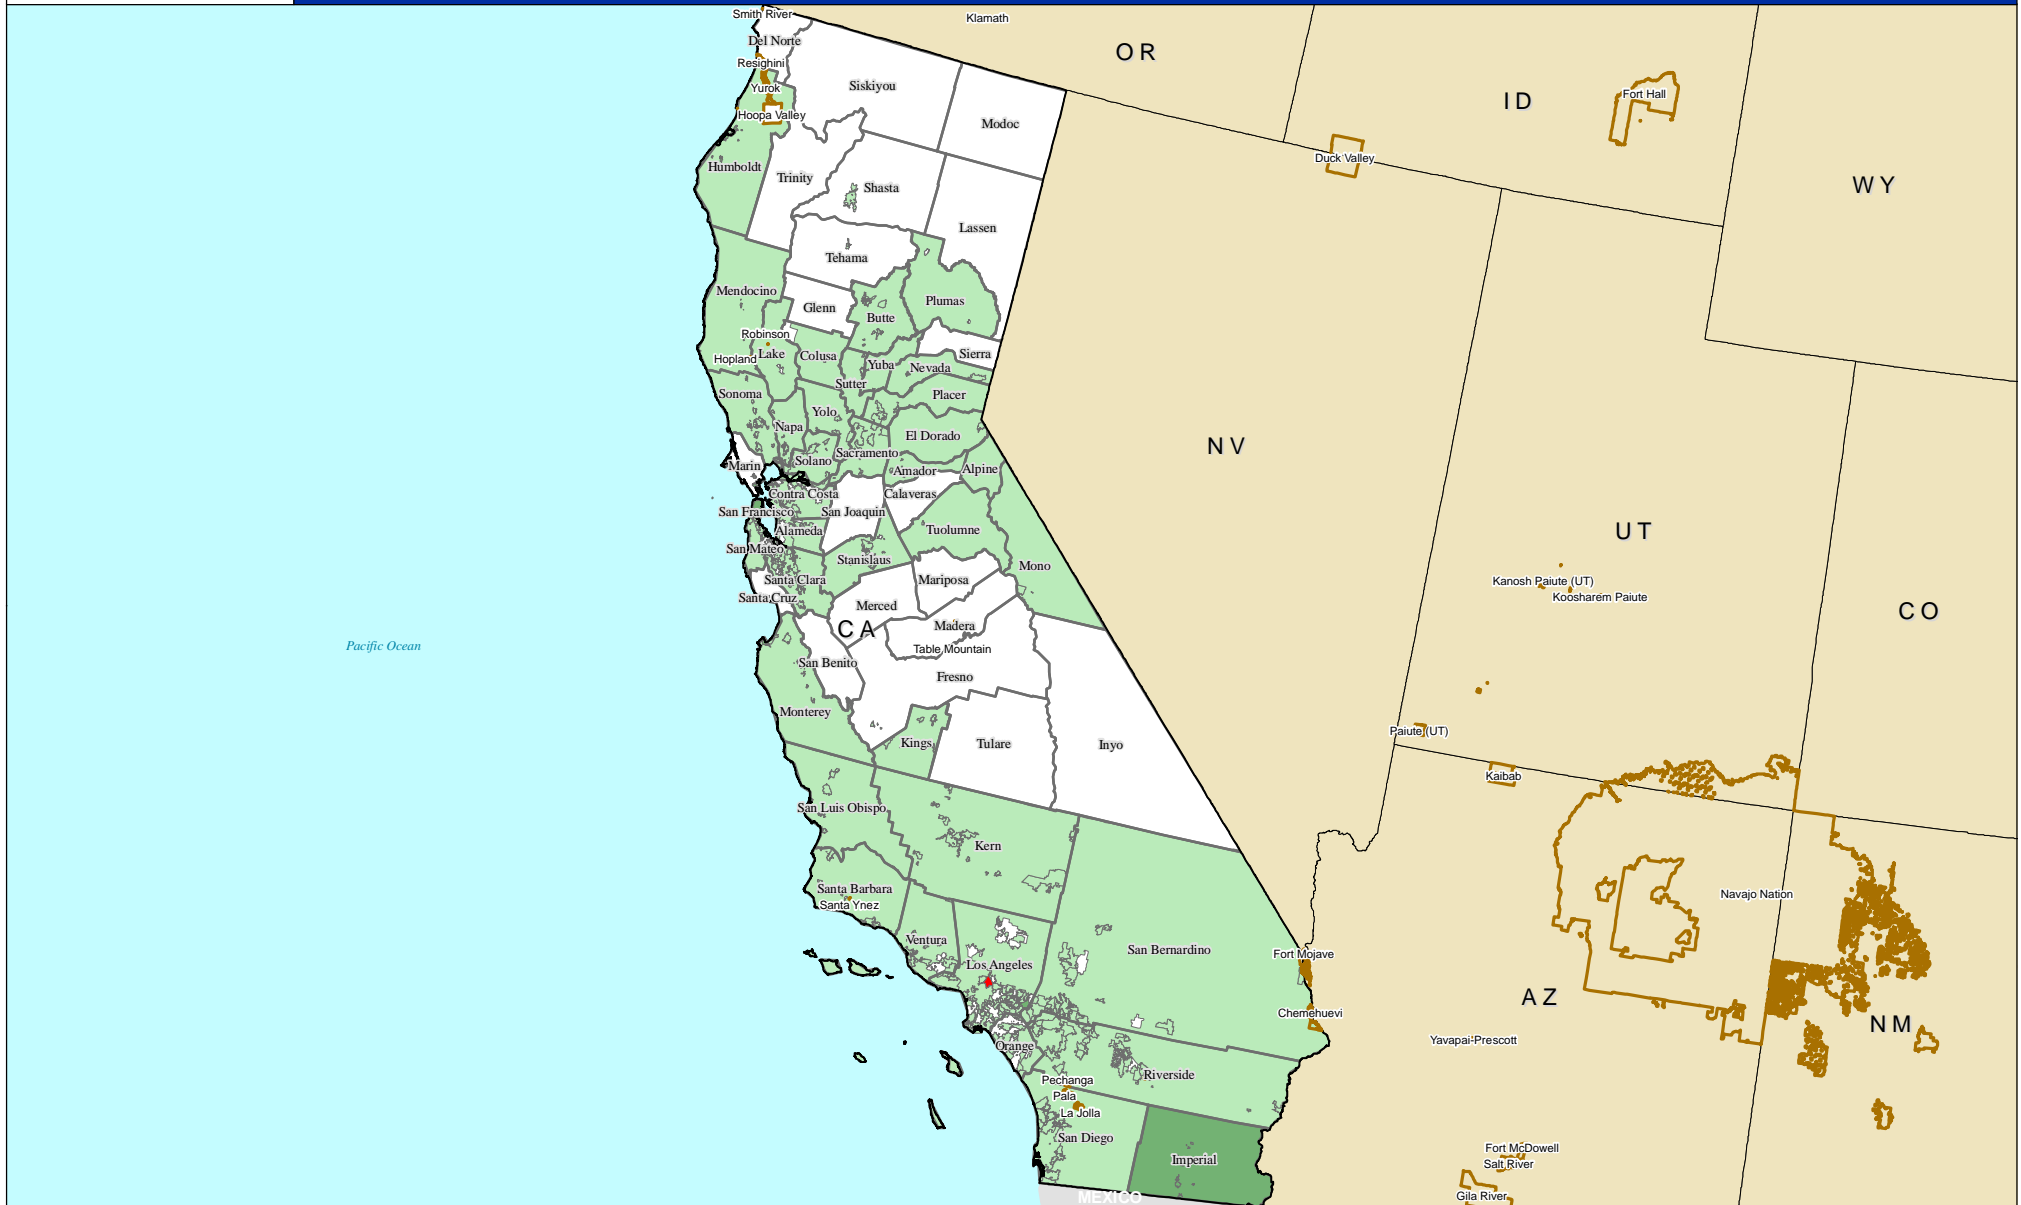 Smith River
Klamath
Del Norte
OR
Resighini
Siskiyou
Yurok
ID
Fort Hall
Hoopa Valley
Modoc
Duck Valley
Humboldt
Trinity
Shasta
WY
Lassen
Tehama
Mendocino
Glenn
Plumas
Butte
Robinson
Hopland
Lake
Colusa
Sierra
Yuba
Nevada
Sutter
Sonoma
Placer
Yolo
Napa
El Dorado
NV
Sacramento
Solano
Marin
Amador
Alpine
Contra Costa
Calaveras
San Francisco
San Joaquin
Alameda
Tuolumne
UT
San Mateo
Stanislaus
Mono
Santa Clara
Mariposa
Kanosh Paiute (UT)
Koosharem Paiute
Santa Cruz
Merced
CO
CA
Madera
Pacific Ocean
Table Mountain
San Benito
Fresno
Monterey
Kings
Tulare
Inyo
Paiute (UT)
Kaibab
San Luis Obispo
Kern
Santa Barbara
Santa Ynez
Navajo Nation
Ventura
San Bernardino
Fort Mojave
Los Angeles
AZ
Chemehuevi
NM
Orange
Yavapai-Prescott
Pechanga
Riverside
Pala
La Jolla
San Diego
Imperial
Fort McDowell
Salt River
Gila River
MEXICO